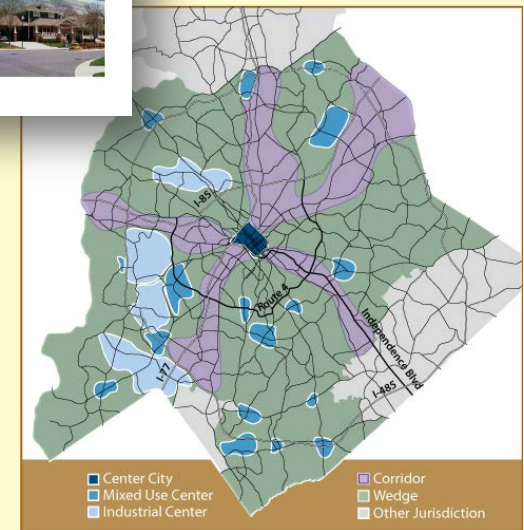 I-85
Route 4
Independence Blvd
I-77
I-485
Center City
Mixed Use Center
Industrial Center
Corridor
Wedge
Other Jurisdiction